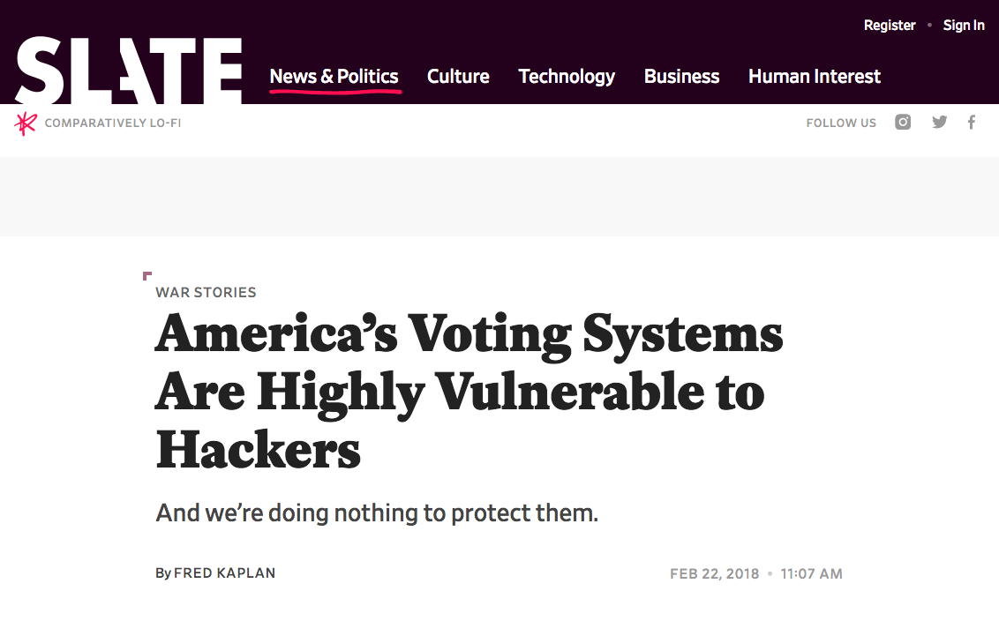 Register • Sign In
SLATE
News & Politics Culture Technology Business Human Interest
COMPARATIVELY LO-FI
FOLLOW US
WAR STORIES
America’s Voting Systems
Are Highly Vulnerable to
Hackers
And we’re doing nothing to protect them.
By FRED KAPLAN
FEB 22, 2018 • 11:07 AM